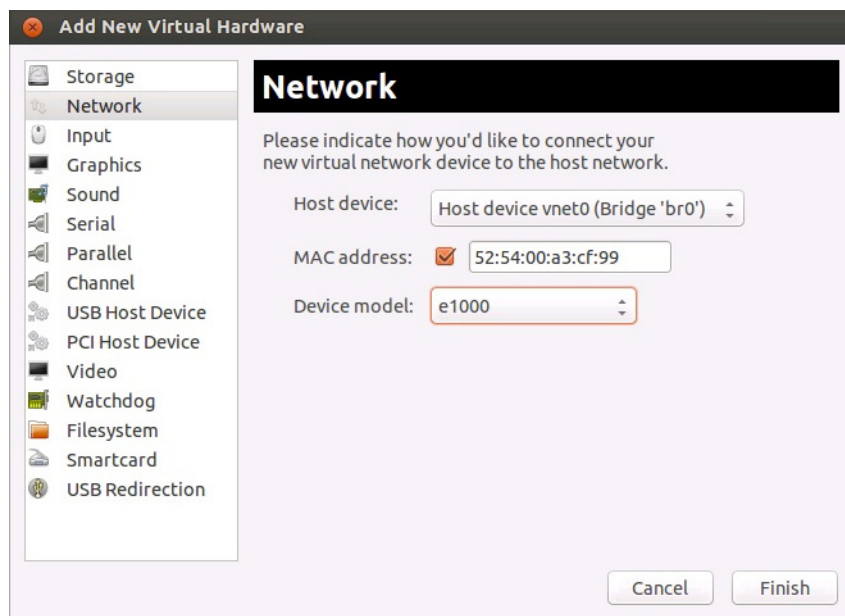 Add New Virtual Hardware
Storage
Network
Input
Graphics
Sound
Serial
Parallel
Channel
USB Host Device
PCI Host Device
Video
Watchdog
Filesystem
Smartcard
USB Redirection
Network
Please indicate how you'd like to connect your
new virtual network device to the host network.
Host device: Host device vnet0 (Bridge 'br0')
MAC address: 52:54:00:a3:cf:99
Device model: e1000
Cancel Finish